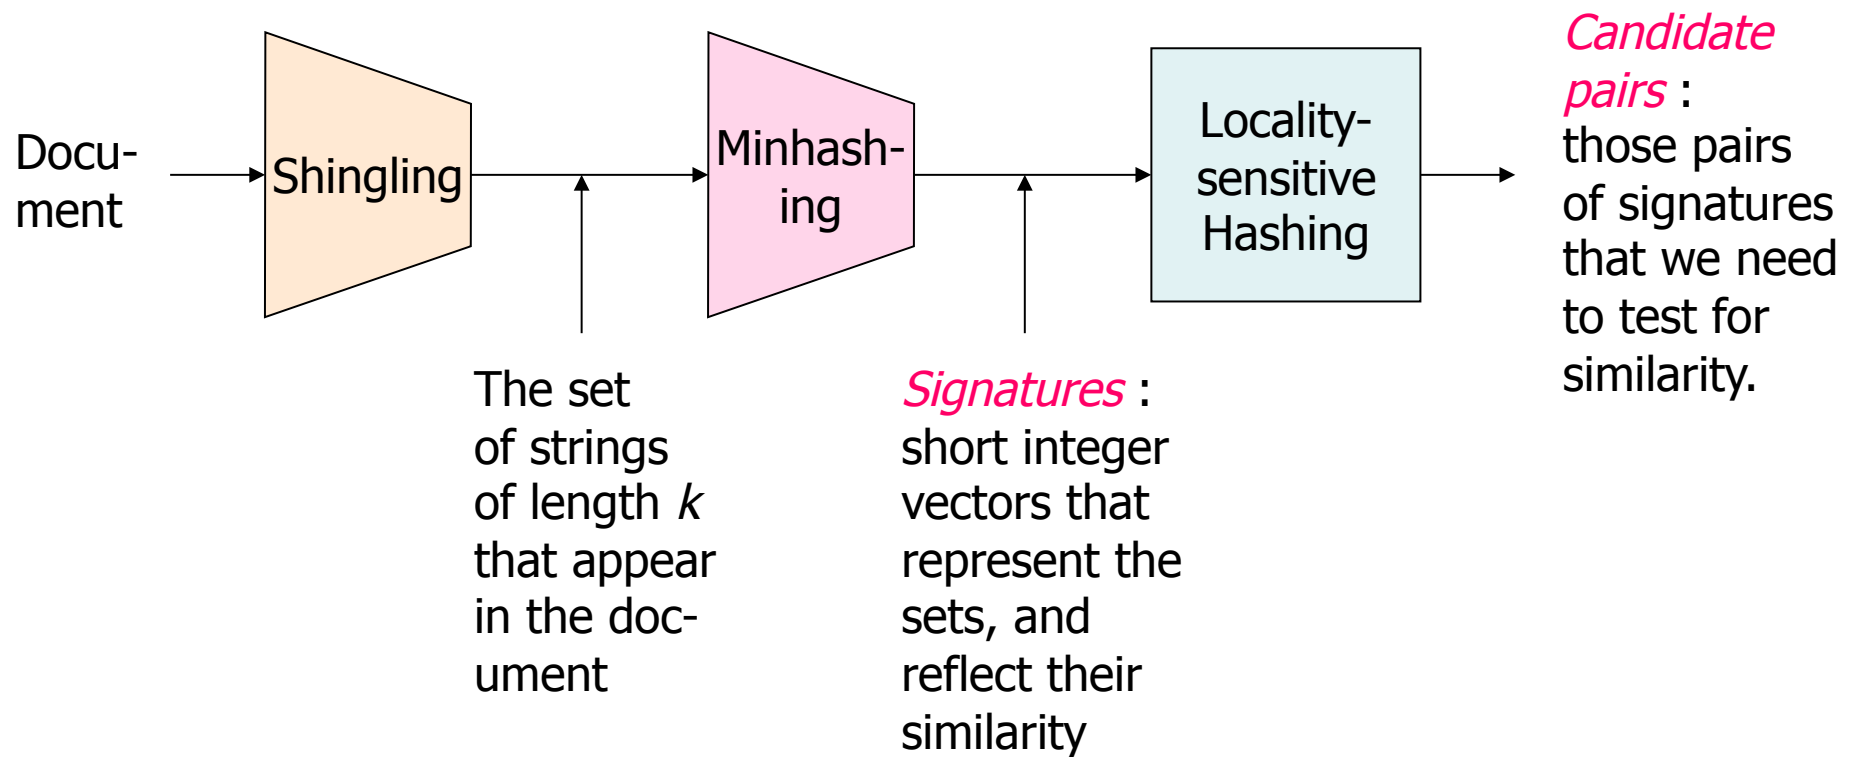 Docu-
ment
Shingling
The set
of strings
of length k
that appear
in the doc-
ument
Minhash-
ing
Signatures :
short integer
vectors that
represent the
sets, and
reflect their
similarity
Locality-
sensitive
Hashing
Candidate
pairs :
those pairs
of signatures
that we need
to test for
similarity.